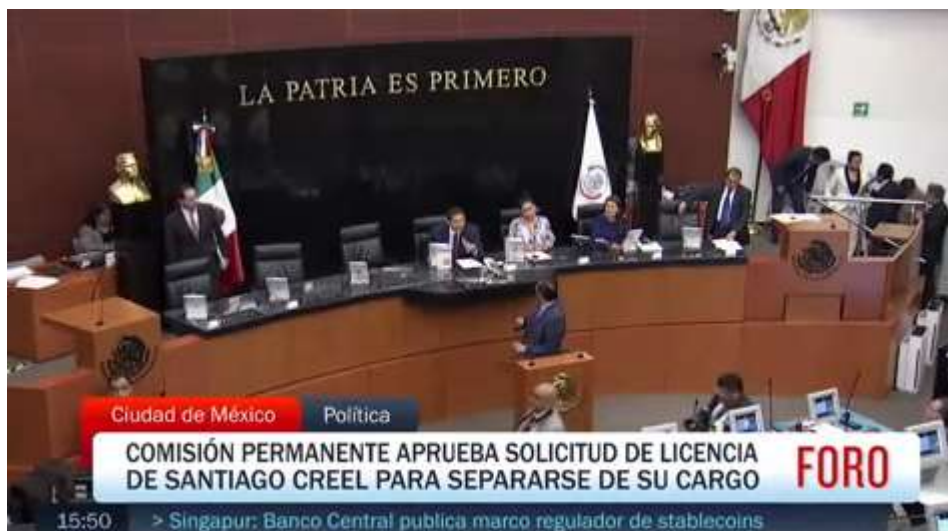 LA PATRIA ES PRIMERO
Ciudad de México
Política
COMISIÓN PERMANENTE APRUEBA SOLICITUD DE LICENCIA
DE SANTIAGO CREEL PARA SEPARARSE DE SU CARGO
FORO
15:50
> Singapur: Banco Central publica marco regulador de stablecoins